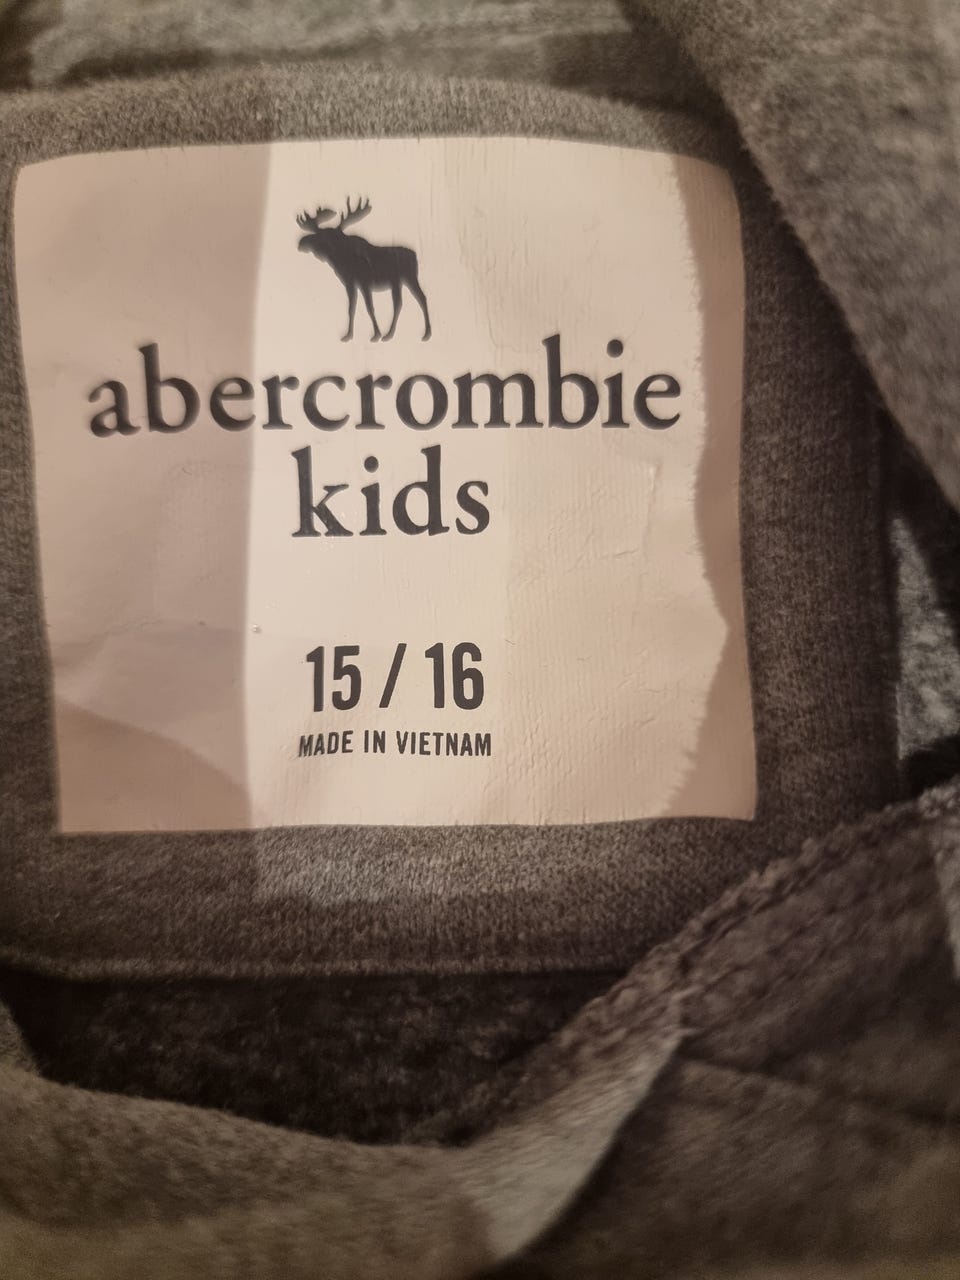 abercrombie
kids
15 / 16
MADE IN VIETNAM